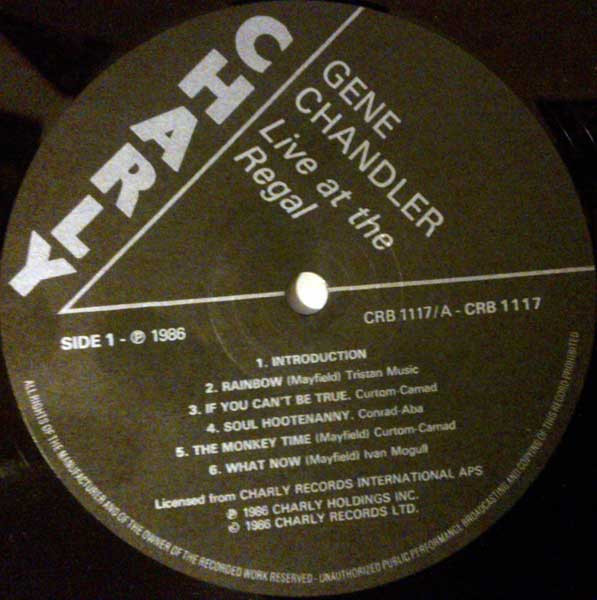 CHARLY
GENE
CHANDLER
Live at the
Regal
SIDE 1 - ℗ 1986
CRB 1117/A - CRB 1117
1. INTRODUCTION
2. RAINBOW (Mayfield) Tristan Music
3. IF YOU CAN'T BE TRUE. Curtom-Camad
4. SOUL HOOTENANNY. Conrad-Aba
5. THE MONKEY TIME (Mayfield) Curtom-Camad
6. WHAT NOW (Mayfield) Ivan Mogull
Licensed from CHARLY RECORDS INTERNATIONAL APS
℗ 1986 CHARLY HOLDINGS INC.
© 1986 CHARLY RECORDS LTD.
ALL RIGHTS OF THE MANUFACTURER AND OF THE OWNER OF THE RECORDED WORK RESERVED - UNAUTHORIZED PUBLIC PERFORMANCE BROADCASTING AND COPYING OF THIS RECORD PROHIBITED